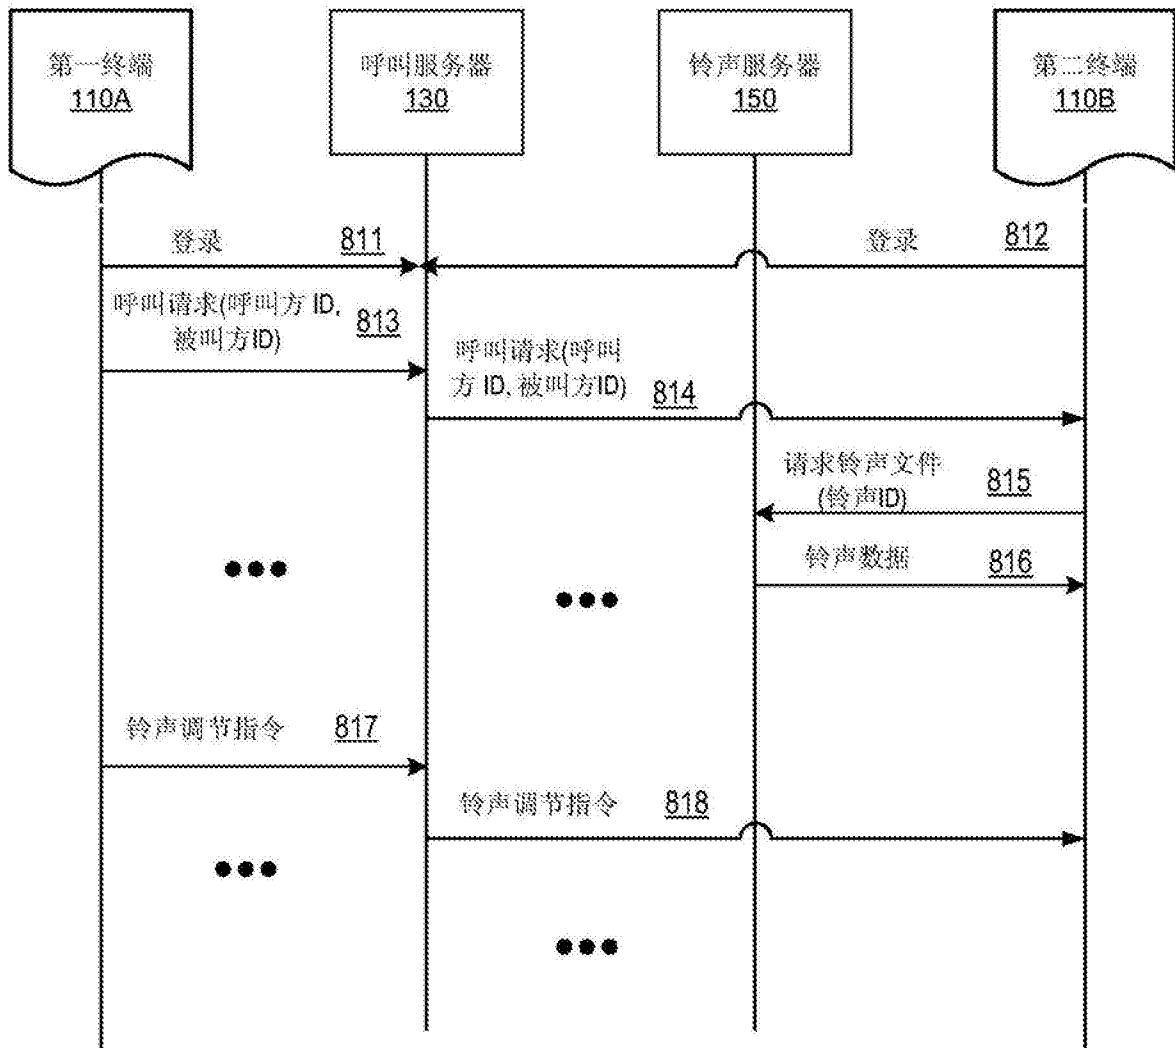 第一终端
110A
呼叫服务器
130
铃声服务器
150
第二终端
110B
登录
811
登录
812
呼叫请求(呼叫方 ID,
被叫方ID)
813
呼叫请求(呼叫
方 ID, 被叫方ID)
814
请求铃声文件
(铃声ID)
815
铃声数据
816
铃声调节指令
817
铃声调节指令
818